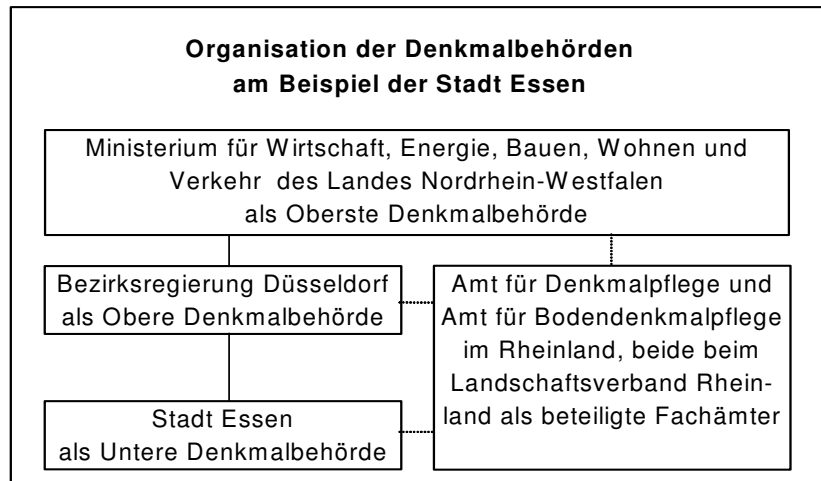 Organisation der Denkmalbehörden
am Beispiel der Stadt Essen
Ministerium für Wirtschaft, Energie, Bauen, Wohnen und
Verkehr des Landes Nordrhein-Westfalen
als Oberste Denkmalbehörde
Bezirksregierung Düsseldorf
als Obere Denkmalbehörde
Amt für Denkmalpflege und
Amt für Bodendenkmalpflege
im Rheinland, beide beim
Landschaftsverband Rhein-
land als beteiligte Fachämter
Stadt Essen
als Untere Denkmalbehörde